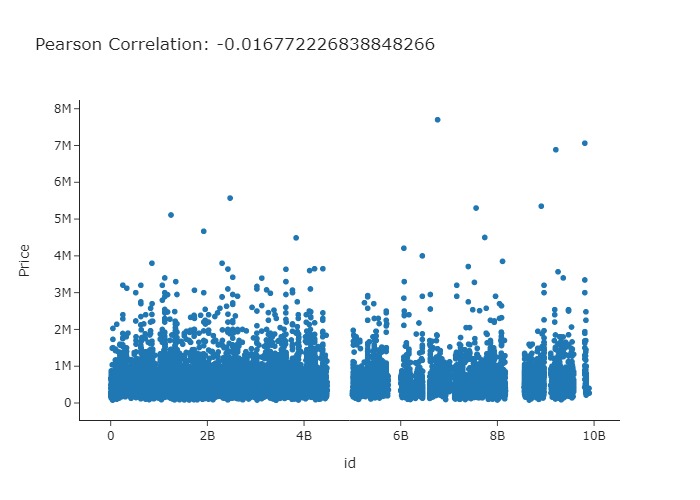 Pearson Correlation: -0.016772226838848266
8M
7M
6M
5M
4M
3M
2M
1M
0
Price
0 2B 4B 6B 8B 10B
id